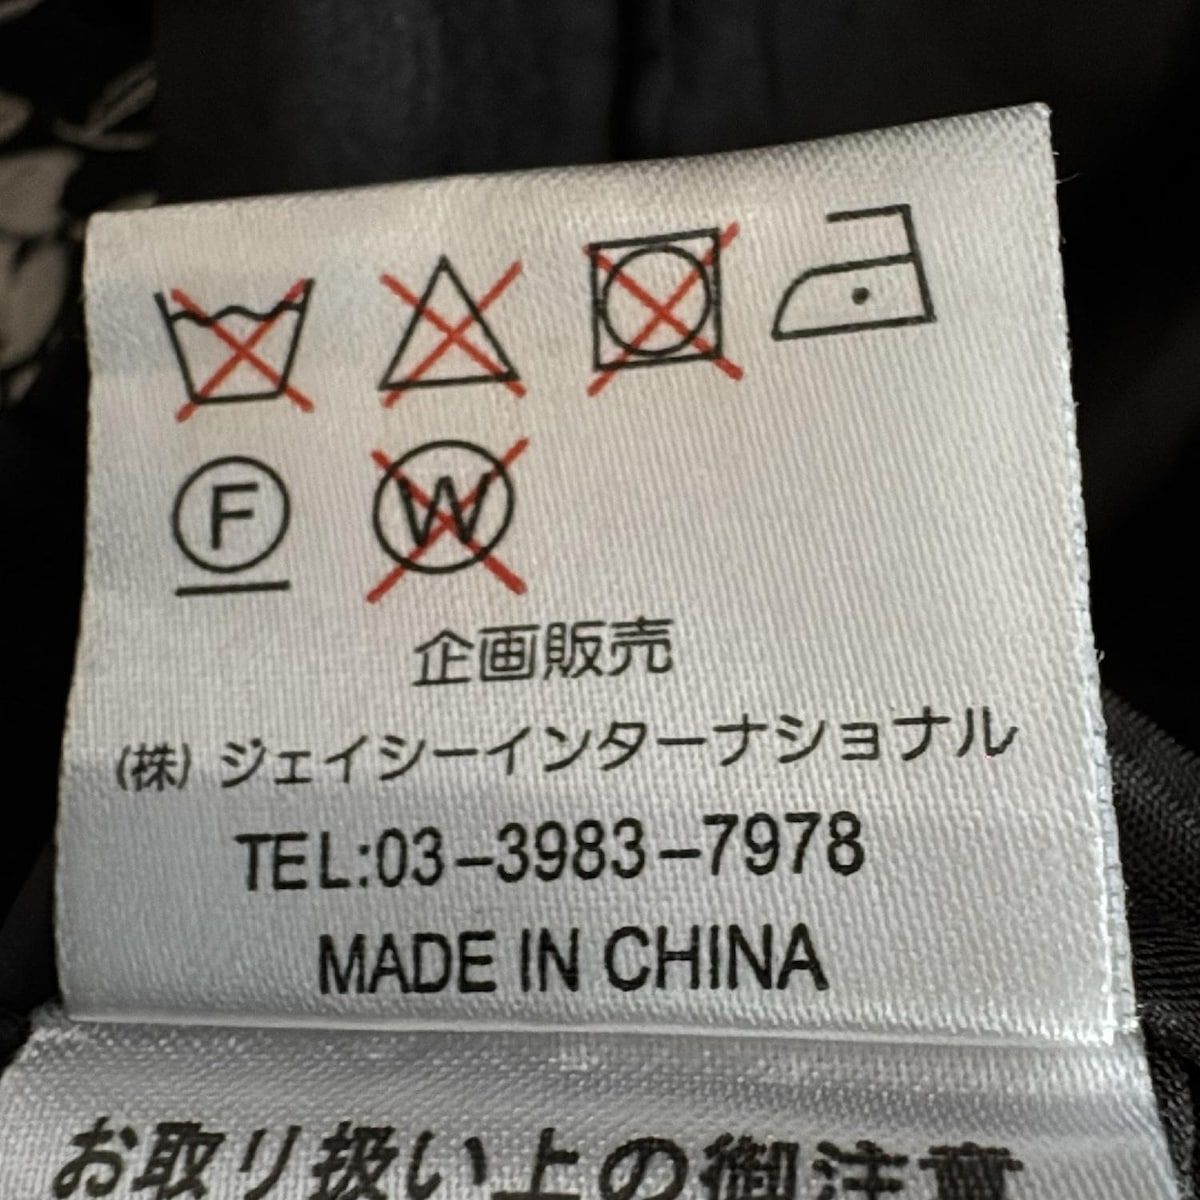 F W
企画販売
(株) ジェイシーインターナショナル
TEL:03-3983-7978
MADE IN CHINA
お取り扱い上の御注意